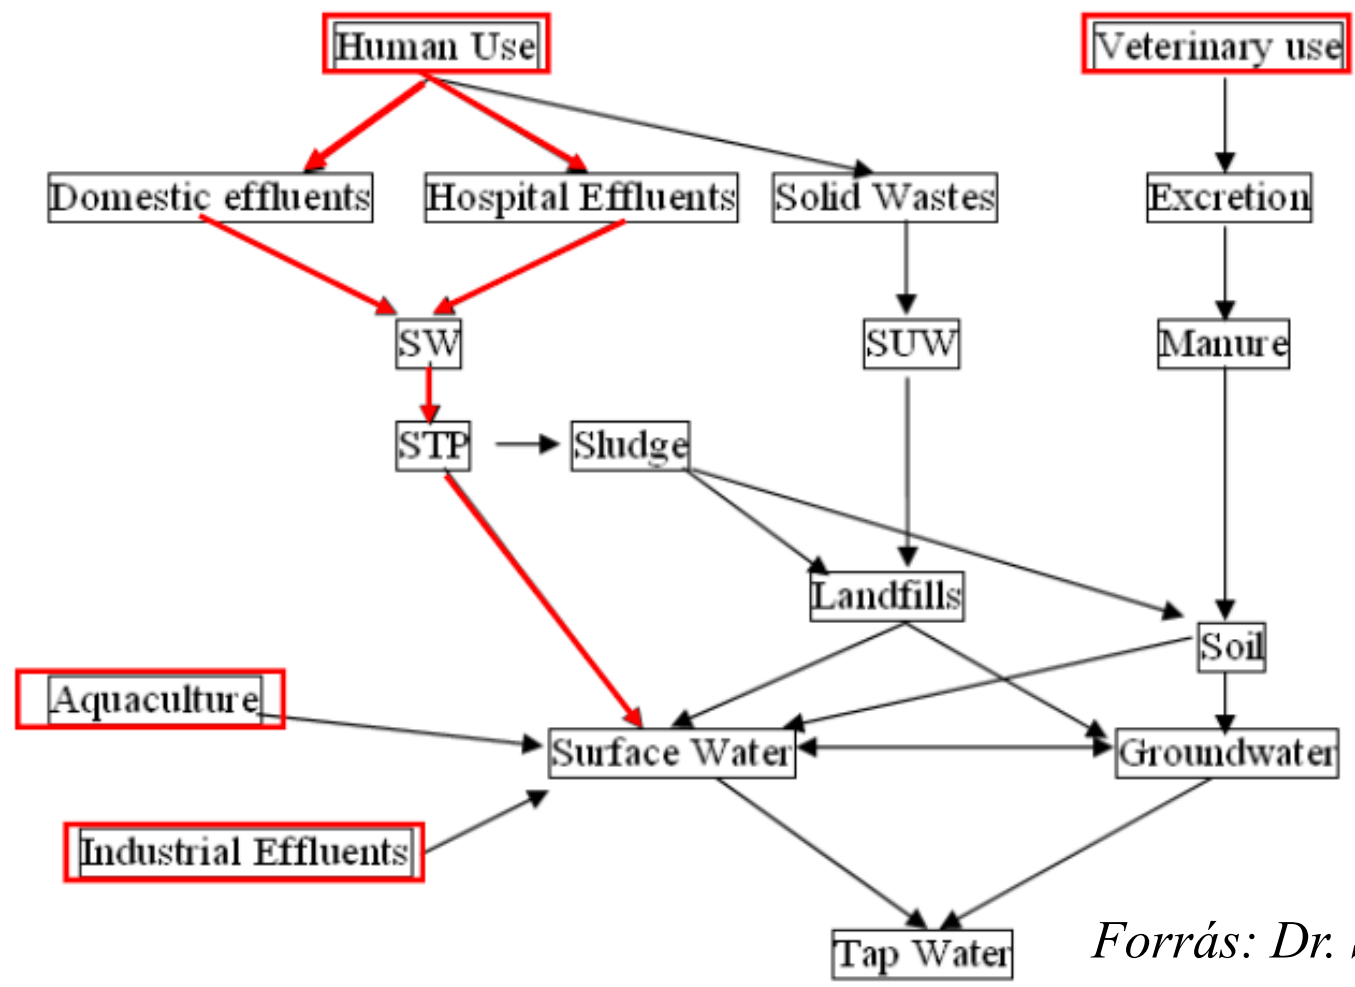 Human Use
Veterinary use
Domestic effluents
Hospital Effluents
Solid Wastes
Excretion
SW
SUW
Manure
STP
Sludge
Landfills
Soil
Aquaculture
Surface Water
Groundwater
Industrial Effluents
Tap Water
Forrás: Dr.